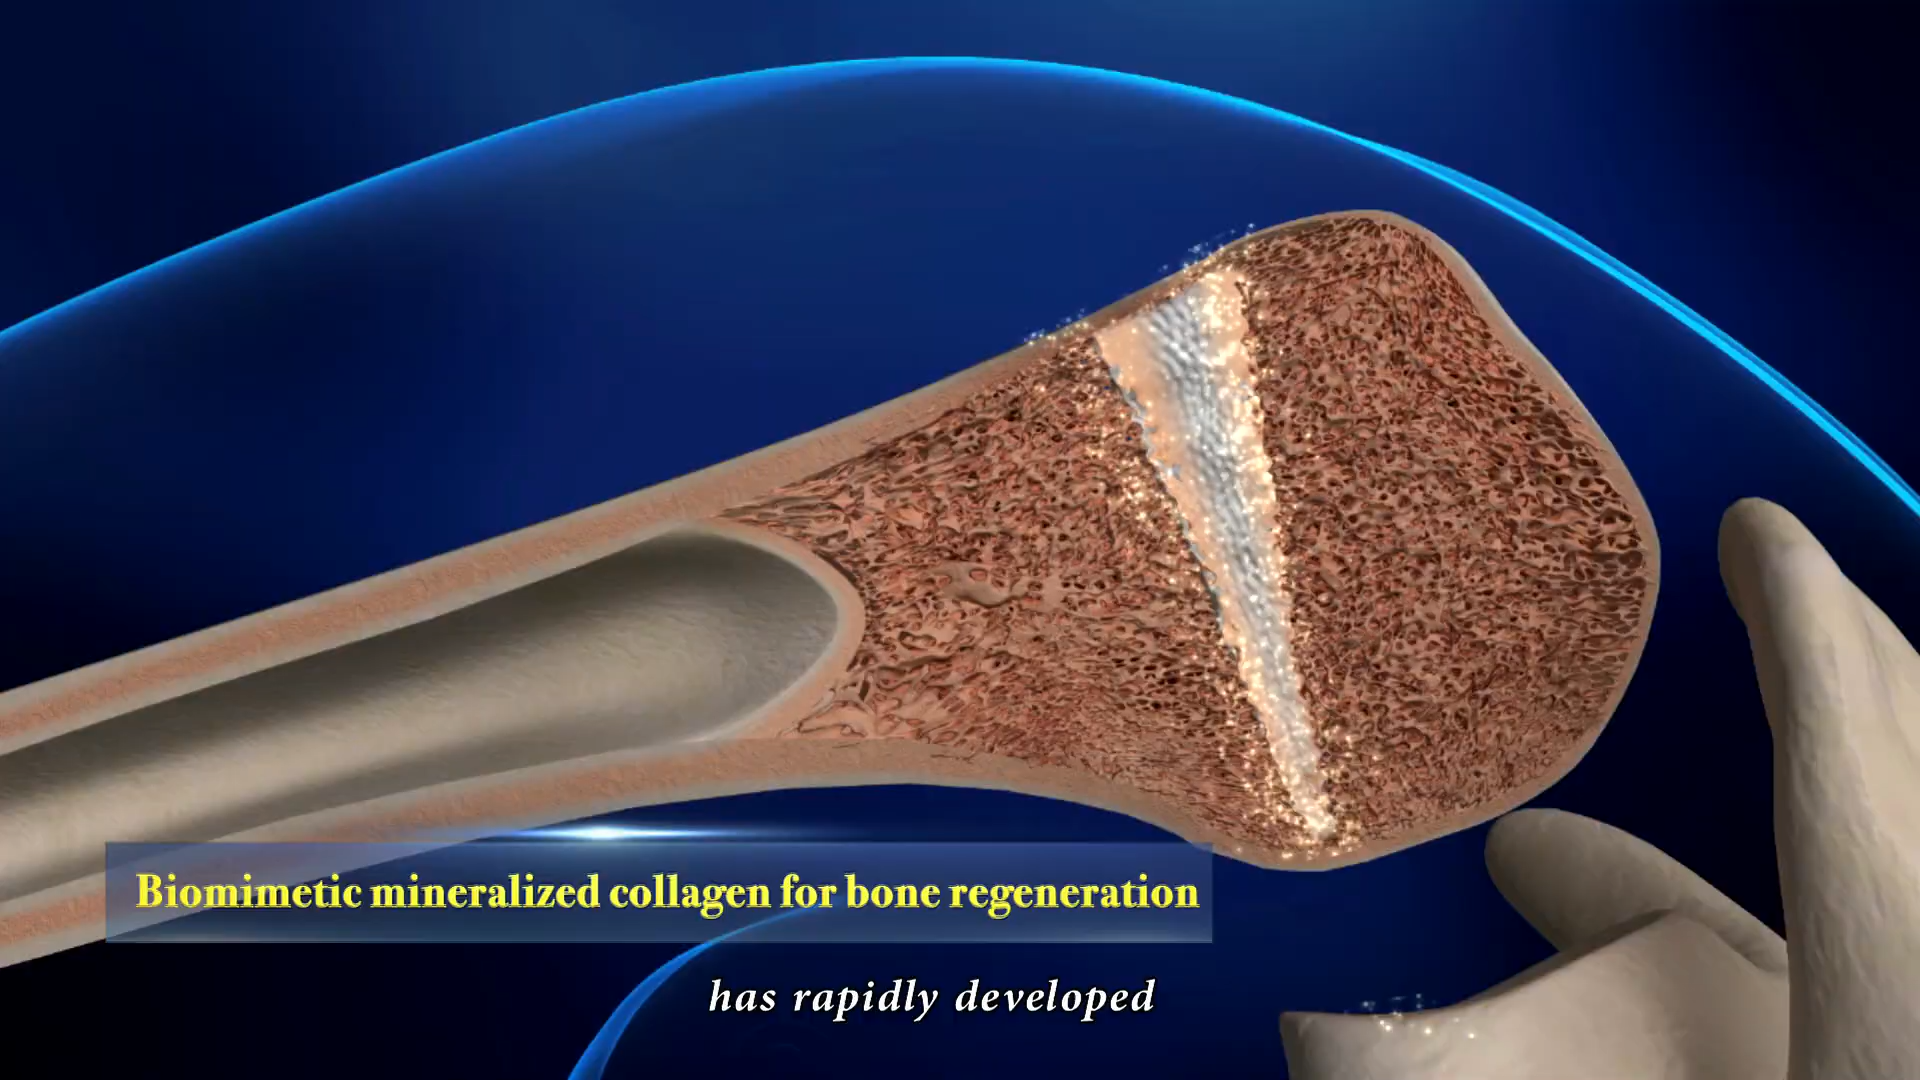 Biomimetic mineralized collagen for bone regeneration
has rapidly developed